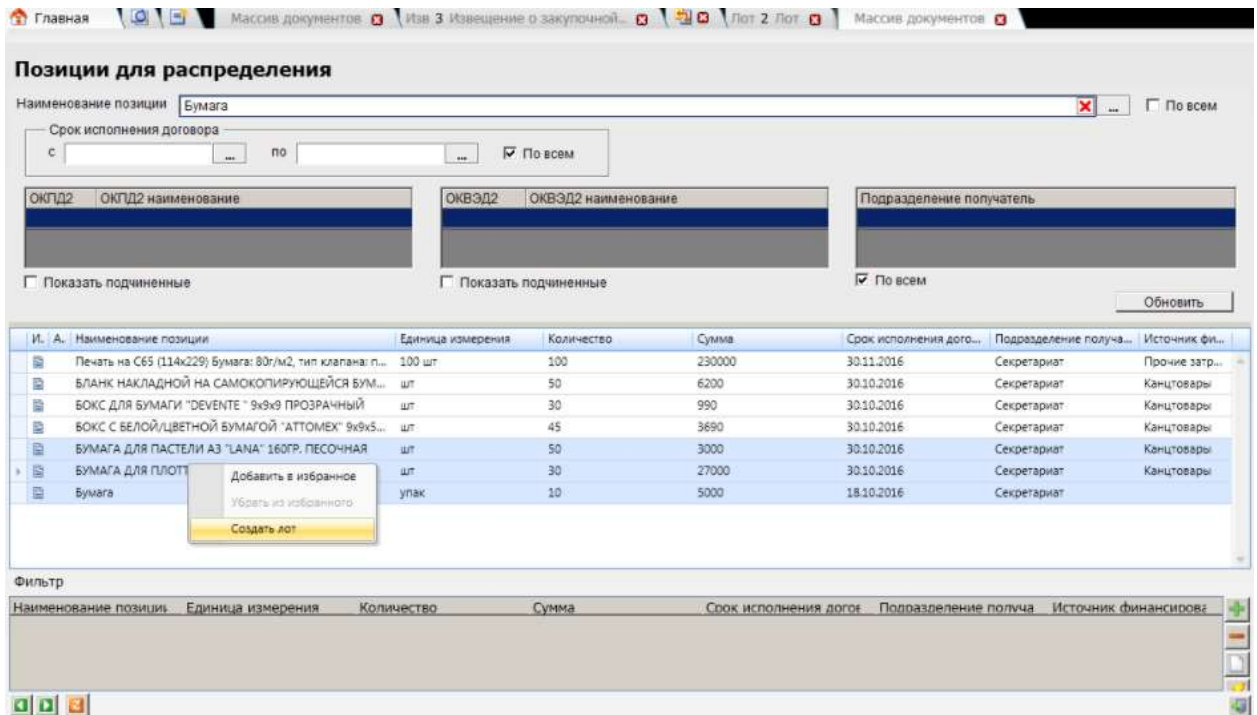 Главная Массив документов Изв 3 Извещение о закупочной... Лот 2 Лот Массив документов
Позиции для распределения
Наименование позиции Бумага ... По всем
Срок исполнения договора
с ... по ... По всем
ОКПД2 ОКПД2 наименование ОКВЭД2 ОКВЭД2 наименование Подразделение получатель
Показать подчиненные Показать подчиненные По всем
Обновить
И. А. Наименование позиции Единица измерения Количество Сумма Срок исполнения дого... Подразделение получа... Источник фи...
Печать на C65 (114x229) Бумага: 80г/м2, тип клапана: п... 100 шт 100 230000 30.11.2016 Секретариат Прочие затр...
БЛАНК НАКЛАДНОЙ НА САМОКОПИРУЮЩЕЙСЯ БУМ... шт 50 6200 30.10.2016 Секретариат Канцтовары
БОКС ДЛЯ БУМАГИ "DEVENTE " 9x9x9 ПРОЗРАЧНЫЙ шт 30 990 30.10.2016 Секретариат Канцтовары
БОКС С БЕЛОЙ/ЦВЕТНОЙ БУМАГОЙ "ATTOMEX" 9x9x5... шт 45 3690 30.10.2016 Секретариат Канцтовары
БУМАГА ДЛЯ ПАСТЕЛИ А3 "LANA" 160ГР. ПЕСОЧНАЯ шт 50 3000 30.10.2016 Секретариат Канцтовары
БУМАГА ДЛЯ ПЛОТТ шт 30 27000 30.10.2016 Секретариат Канцтовары
Бумага упак 10 5000 18.10.2016 Секретариат
Добавить в избранное
Убрать из избранного
Создать лот
Фильтр
Наименование позиции Единица измерения Количество Сумма Срок исполнения догов Подразделение получа Источник финансирова